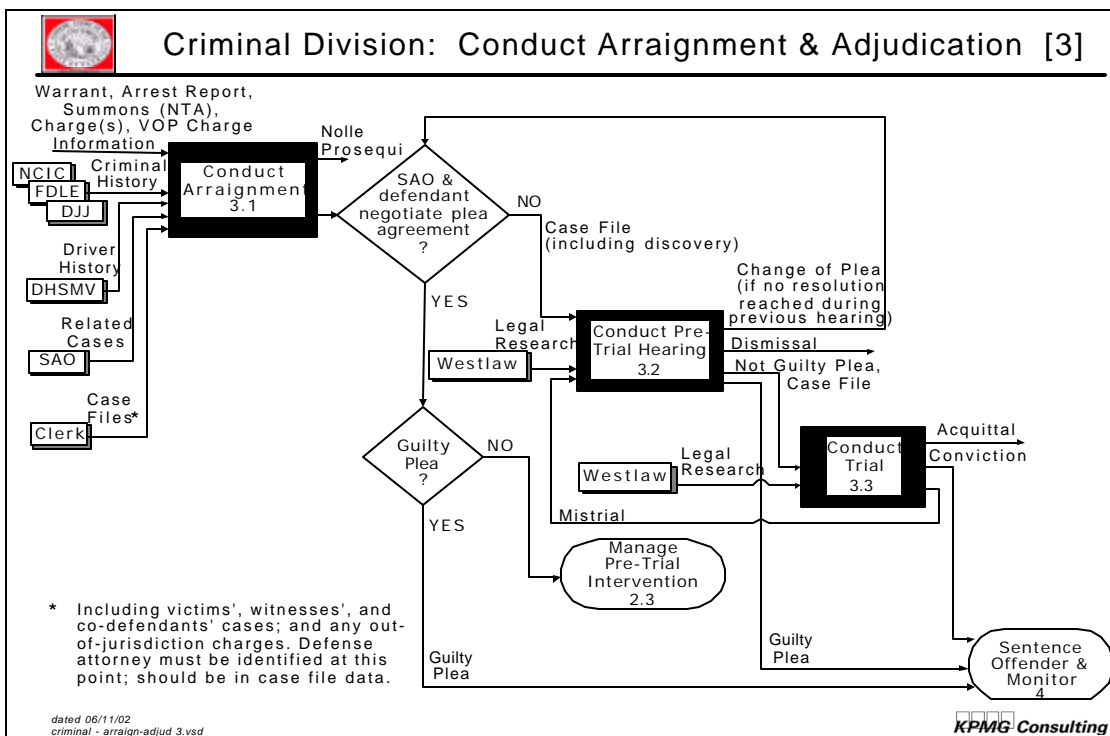 Criminal Division: Conduct Arraignment & Adjudication [3]
Warrant, Arrest Report,
Summons (NTA),
Charge(s), VOP Charge
Information
NCIC
FDLE
DJJ
Criminal
History
Driver
History
DHSMV
Related
Cases
SAO
Case
Files*
Clerk
Conduct
Arraignment
3.1
Nolle
Prosequi
SAO &
defendant
negotiate plea
agreement
?
NO
Case File
(including discovery)
YES
Legal
Research
Westlaw
Conduct Pre-
Trial Hearing
3.2
Change of Plea
(if no resolution
reached during
previous hearing)
Dismissal
Not Guilty Plea,
Case File
Guilty
Plea
?
NO
YES
Legal
Research
Westlaw
Conduct
Trial
3.3
Acquittal
Conviction
Mistrial
Manage
Pre-Trial
Intervention
2.3
Guilty
Plea
Guilty
Plea
Sentence
Offender &
Monitor
4
* Including victims', witnesses', and
co-defendants' cases; and any out-
of-jurisdiction charges. Defense
attorney must be identified at this
point; should be in case file data.
dated 06/11/02
criminal - arraign-adjud 3.vsd
KPMG Consulting